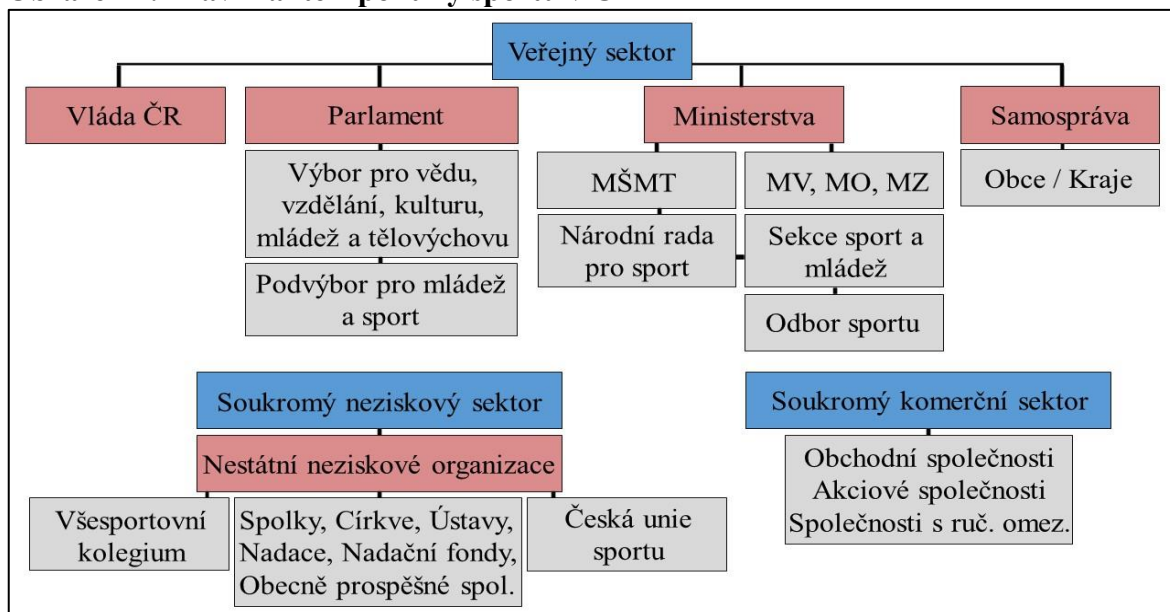 Veřejný sektor
Vláda ČR
Parlament
Ministerstva
Samospráva
Výbor pro vědu,
vzdělání, kulturu,
mládež a tělovýchovu
Podvýbor pro mládež
a sport
MŠMT
Národní rada
pro sport
MV, MO, MZ
Sekce sport a
mládež
Odbor sportu
Obce / Kraje
Soukromý neziskový sektor
Nestátní neziskové organizace
Všesportovní
kolegium
Spolky, Církve, Ústavy,
Nadace, Nadační fondy,
Obecně prospěšné spol.
Česká unie
sportu
Soukromý komerční sektor
Obchodní společnosti
Akciové společnosti
Společnosti s ruč. omez.